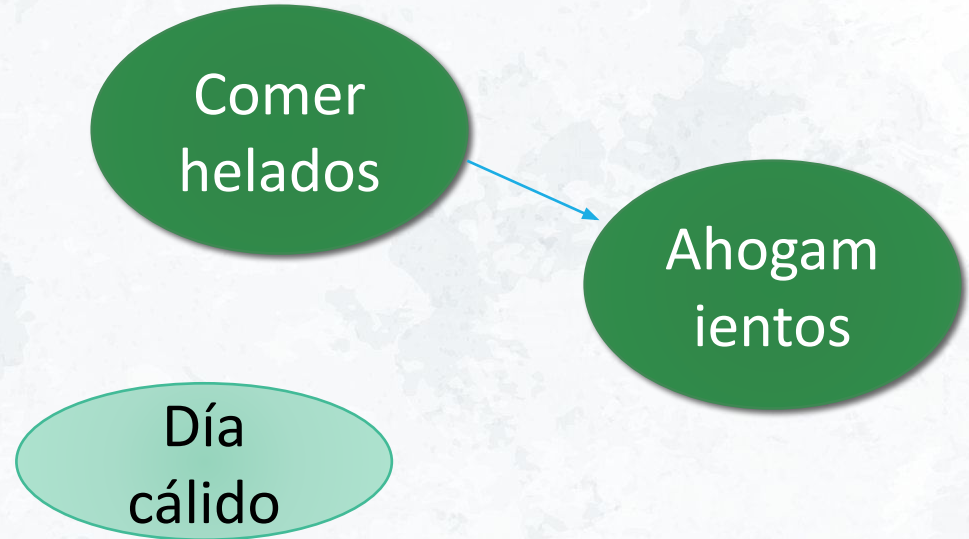 Comer
helados
Ahogam
ientos
Día
cálido